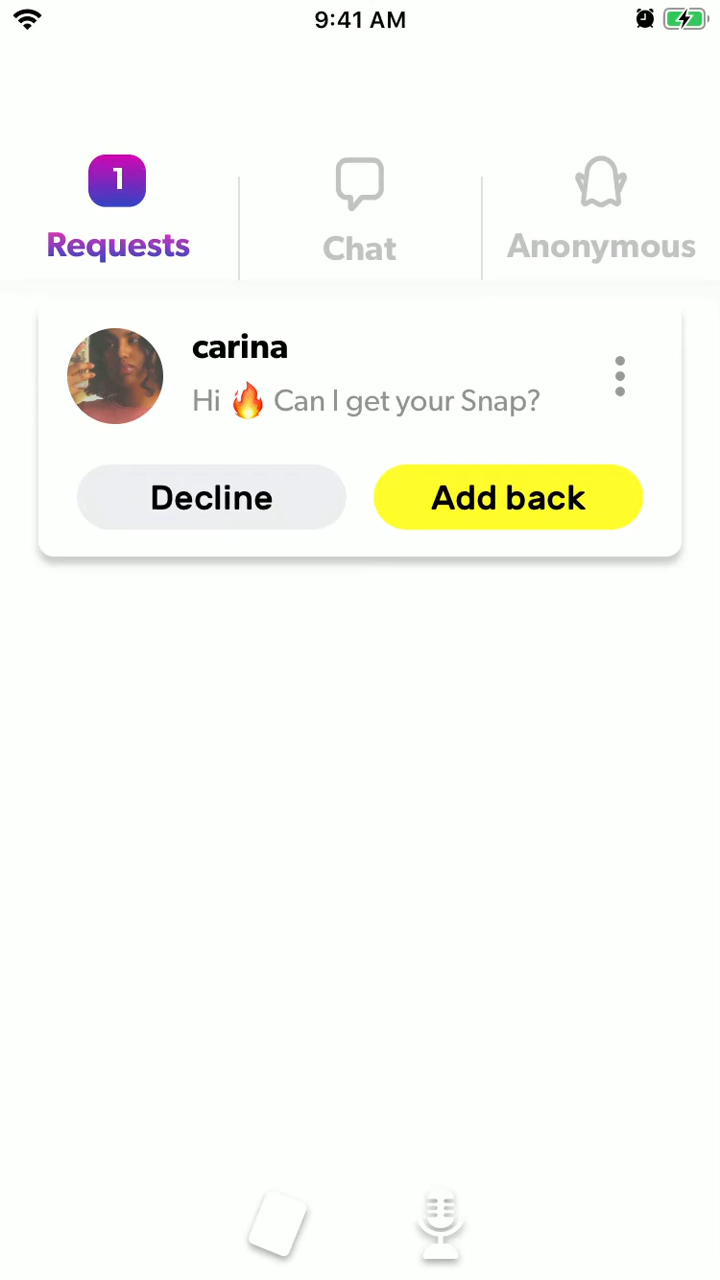 9:41 AM
1
Requests
Chat
Anonymous
carina
Hi 🔥 Can I get your Snap?
Decline
Add back